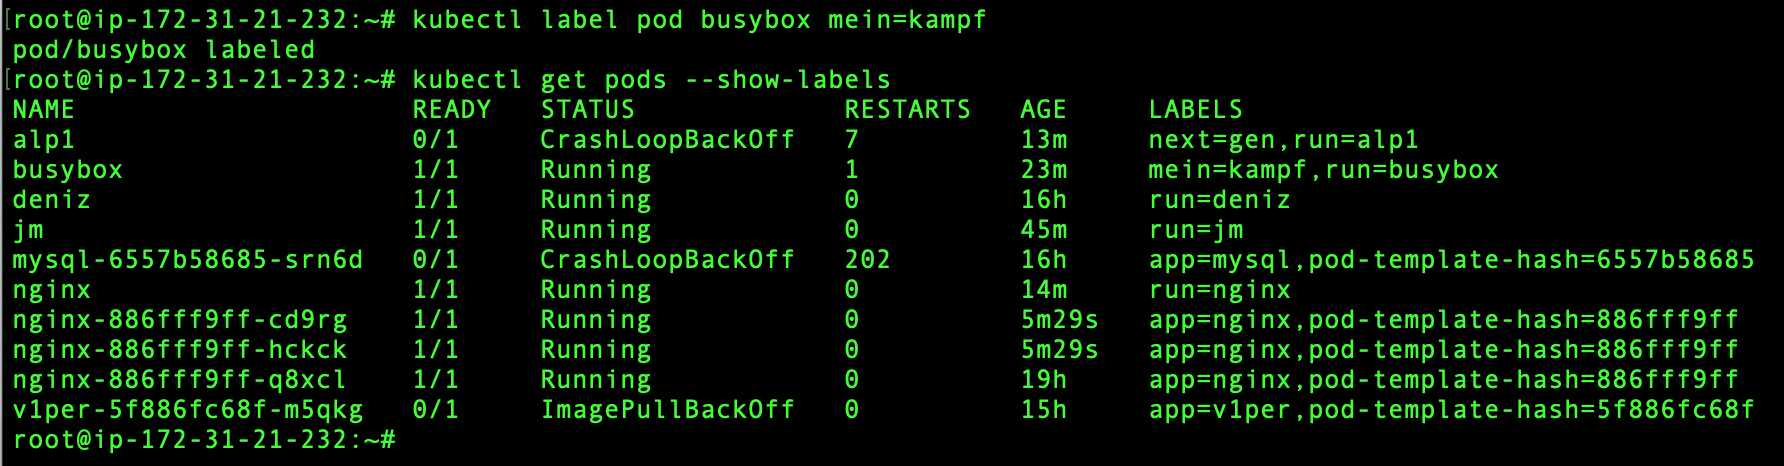 [root@ip-172-31-21-232:~# kubectl label pod busybox mein=kampf
pod/busybox labeled
[root@ip-172-31-21-232:~# kubectl get pods --show-labels
NAME READY STATUS RESTARTS AGE LABELS
alp1 0/1 CrashLoopBackOff 7 13m next=gen,run=alp1
busybox 1/1 Running 1 23m mein=kampf,run=busybox
deniz 1/1 Running 0 16h run=deniz
jm 1/1 Running 0 45m run=jm
mysql-6557b58685-srn6d 0/1 CrashLoopBackOff 202 16h app=mysql,pod-template-hash=6557b58685
nginx 1/1 Running 0 14m run=nginx
nginx-886fff9ff-cd9rg 1/1 Running 0 5m29s app=nginx,pod-template-hash=886fff9ff
nginx-886fff9ff-hckck 1/1 Running 0 5m29s app=nginx,pod-template-hash=886fff9ff
nginx-886fff9ff-q8xcl 1/1 Running 0 19h app=nginx,pod-template-hash=886fff9ff
v1per-5f886fc68f-m5qkg 0/1 ImagePullBackOff 0 15h app=v1per,pod-template-hash=5f886fc68f
root@ip-172-31-21-232:~#